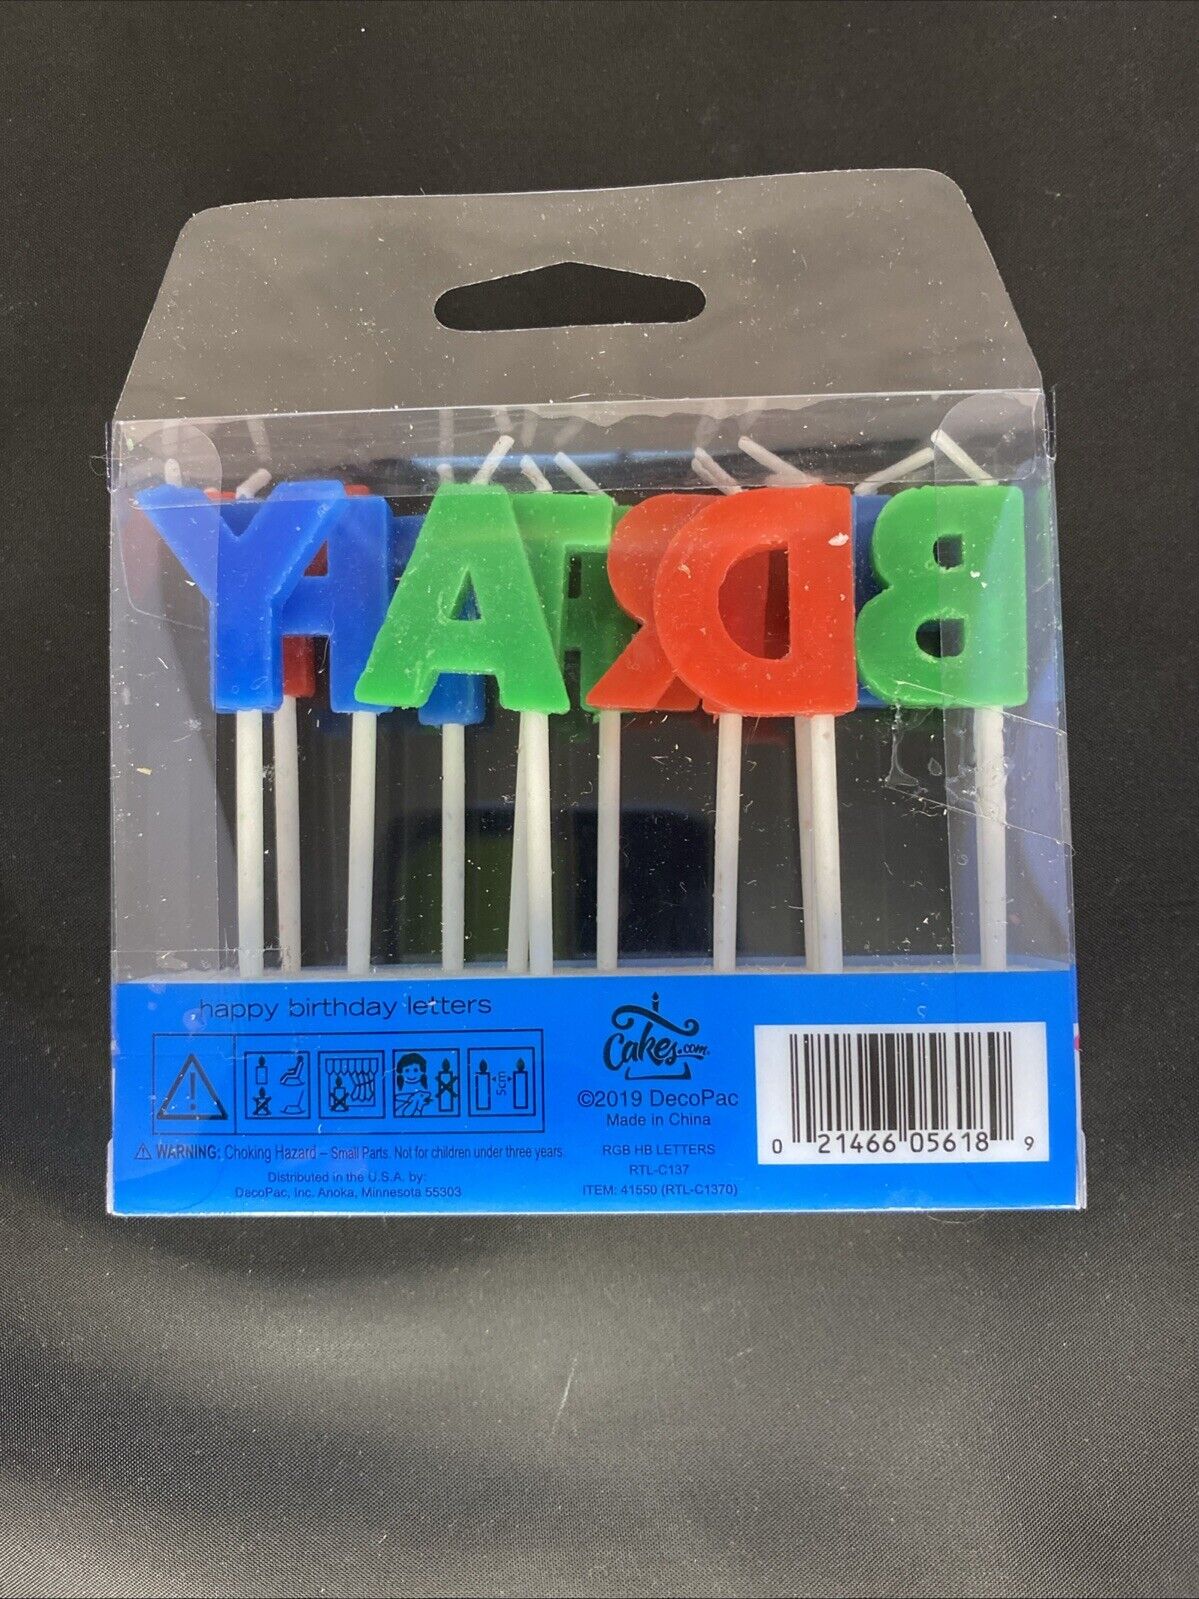 YHATRDB
happy birthday letters
5cm
⚠ WARNING: Choking Hazard – Small Parts. Not for children under three years.
Distributed in the U.S.A. by:
DecoPac, Inc. Anoka, Minnesota 55303
Cakes.com
©2019 DecoPac
Made in China
RGB HB LETTERS
RTL-C137
ITEM: 41550 (RTL-C1370)
0 21466 05618 9